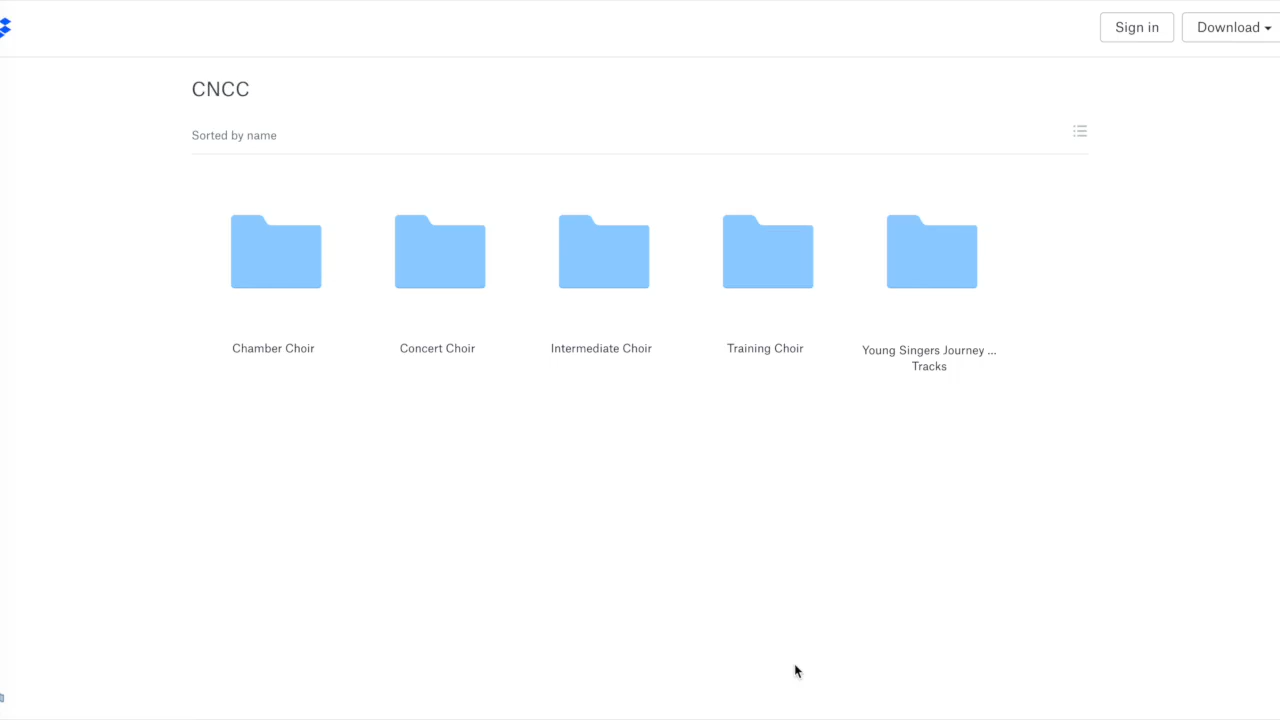 Sign in
Download
CNCC
Sorted by name
Chamber Choir
Concert Choir
Intermediate Choir
Training Choir
Young Singers Journey ...
Tracks